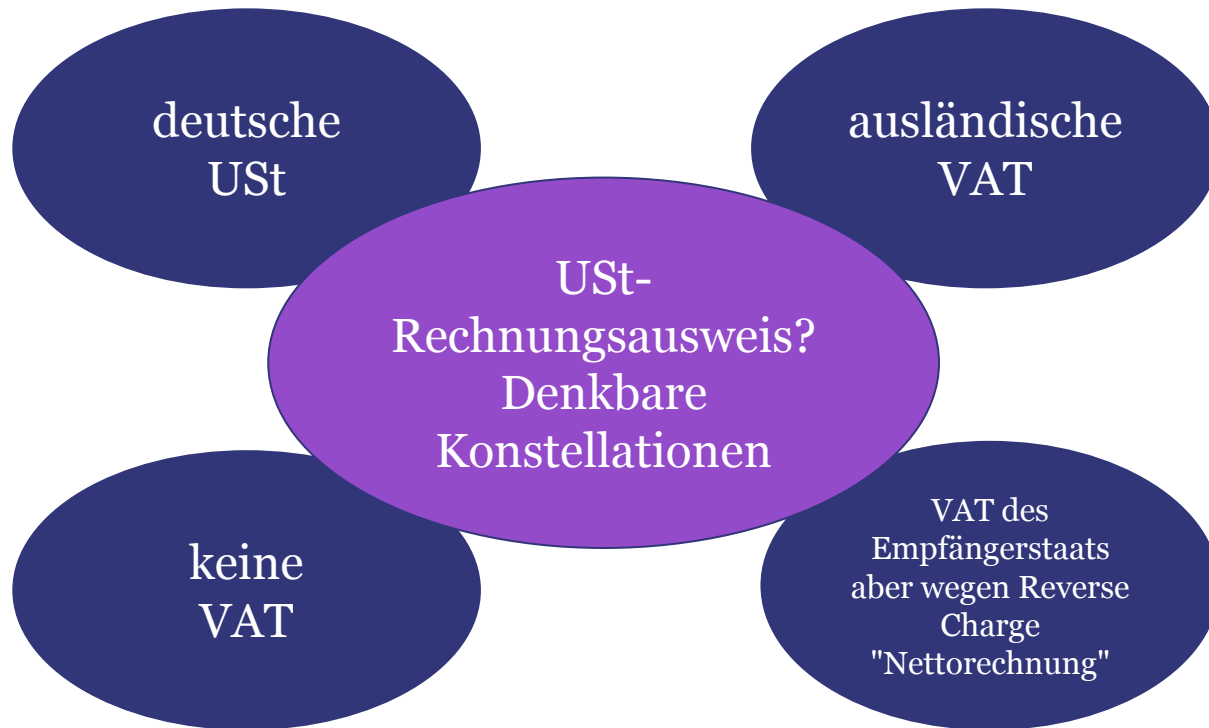 deutsche
USt
ausländische
VAT
USt-
Rechnungsausweis?
Denkbare
Konstellationen
keine
VAT
VAT des
Empfängerstaats
aber wegen Reverse
Charge
"Nettorechnung"